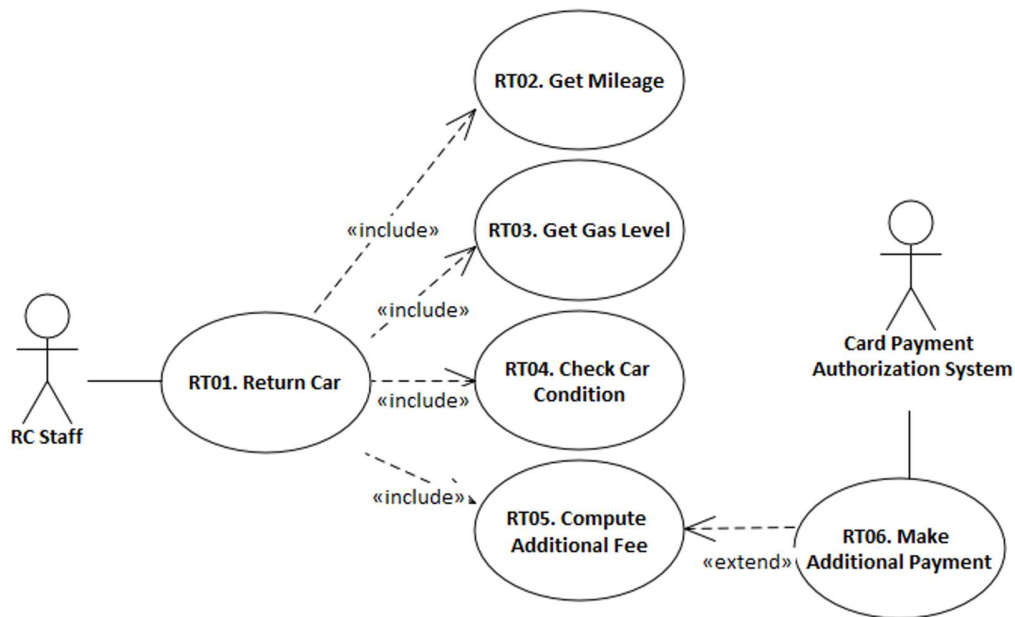 RT02. Get Mileage
«include»
RT03. Get Gas Level
«include»
RT01. Return Car
RT04. Check Car
Condition
«include»
RC Staff
Card Payment
Authorization System
«include»
RT05. Compute
Additional Fee
«extend»
RT06. Make
Additional Payment